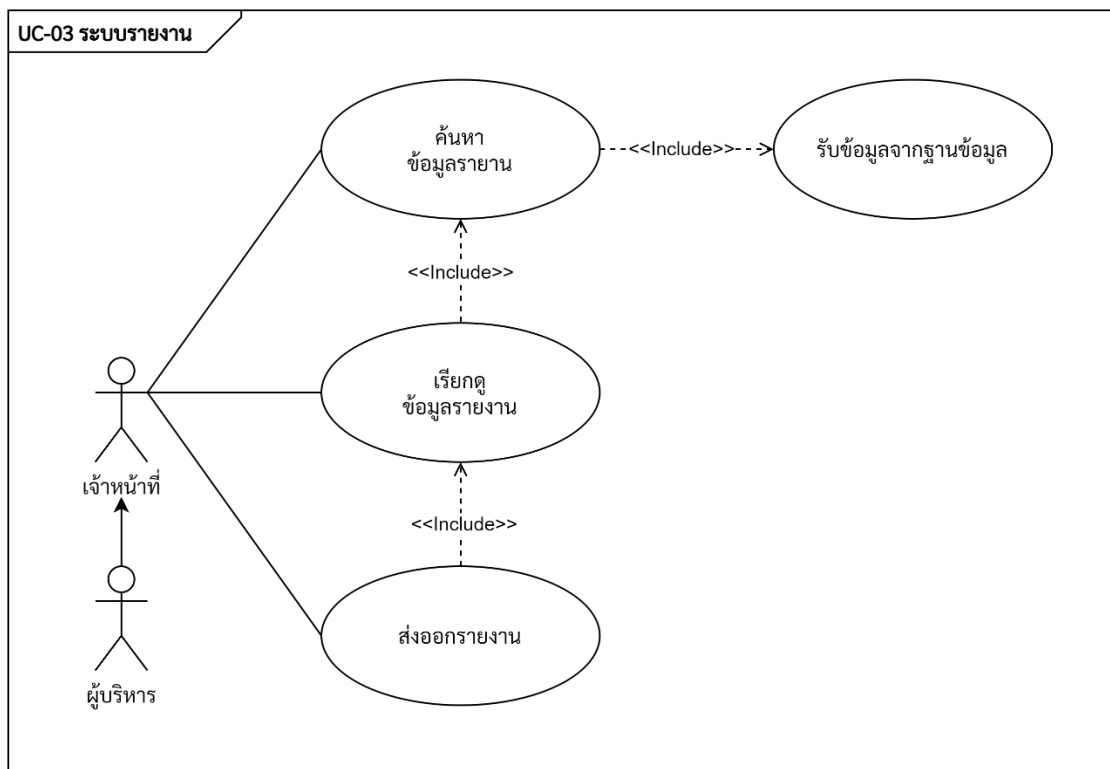 UC-03 ระบบรายงาน
ค้นหา
ข้อมูลรายาน
<<Include>>
รับข้อมูลจากฐานข้อมูล
<<Include>>
เรียกดู
ข้อมูลรายงาน
เจ้าหน้าที่
<<Include>>
ส่งออกรายงาน
ผู้บริหาร